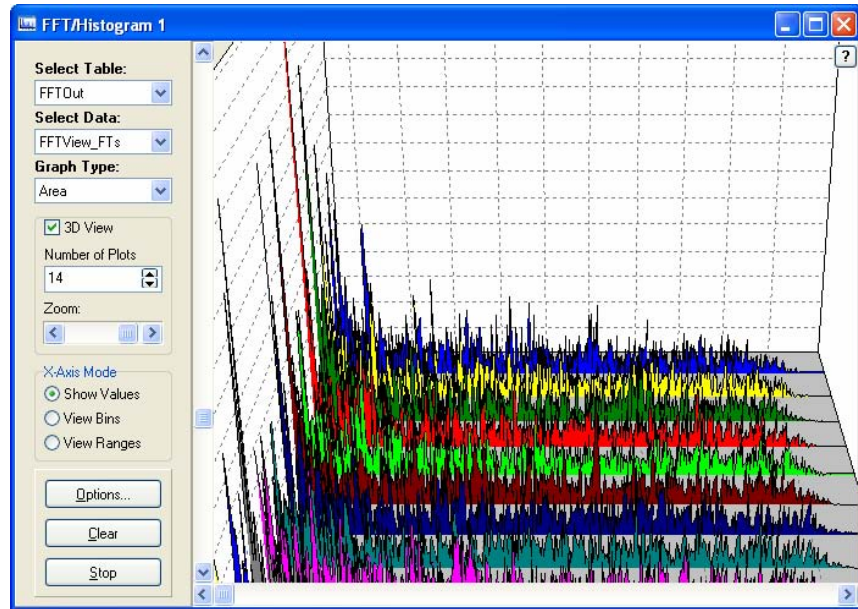 FFT/Histogram 1
?
Select Table:
FFTOut
Select Data:
FFTView_FTs
Graph Type:
Area
3D View
Number of Plots
14
Zoom:
X-Axis Mode
Show Values
View Bins
View Ranges
Options...
Clear
Stop